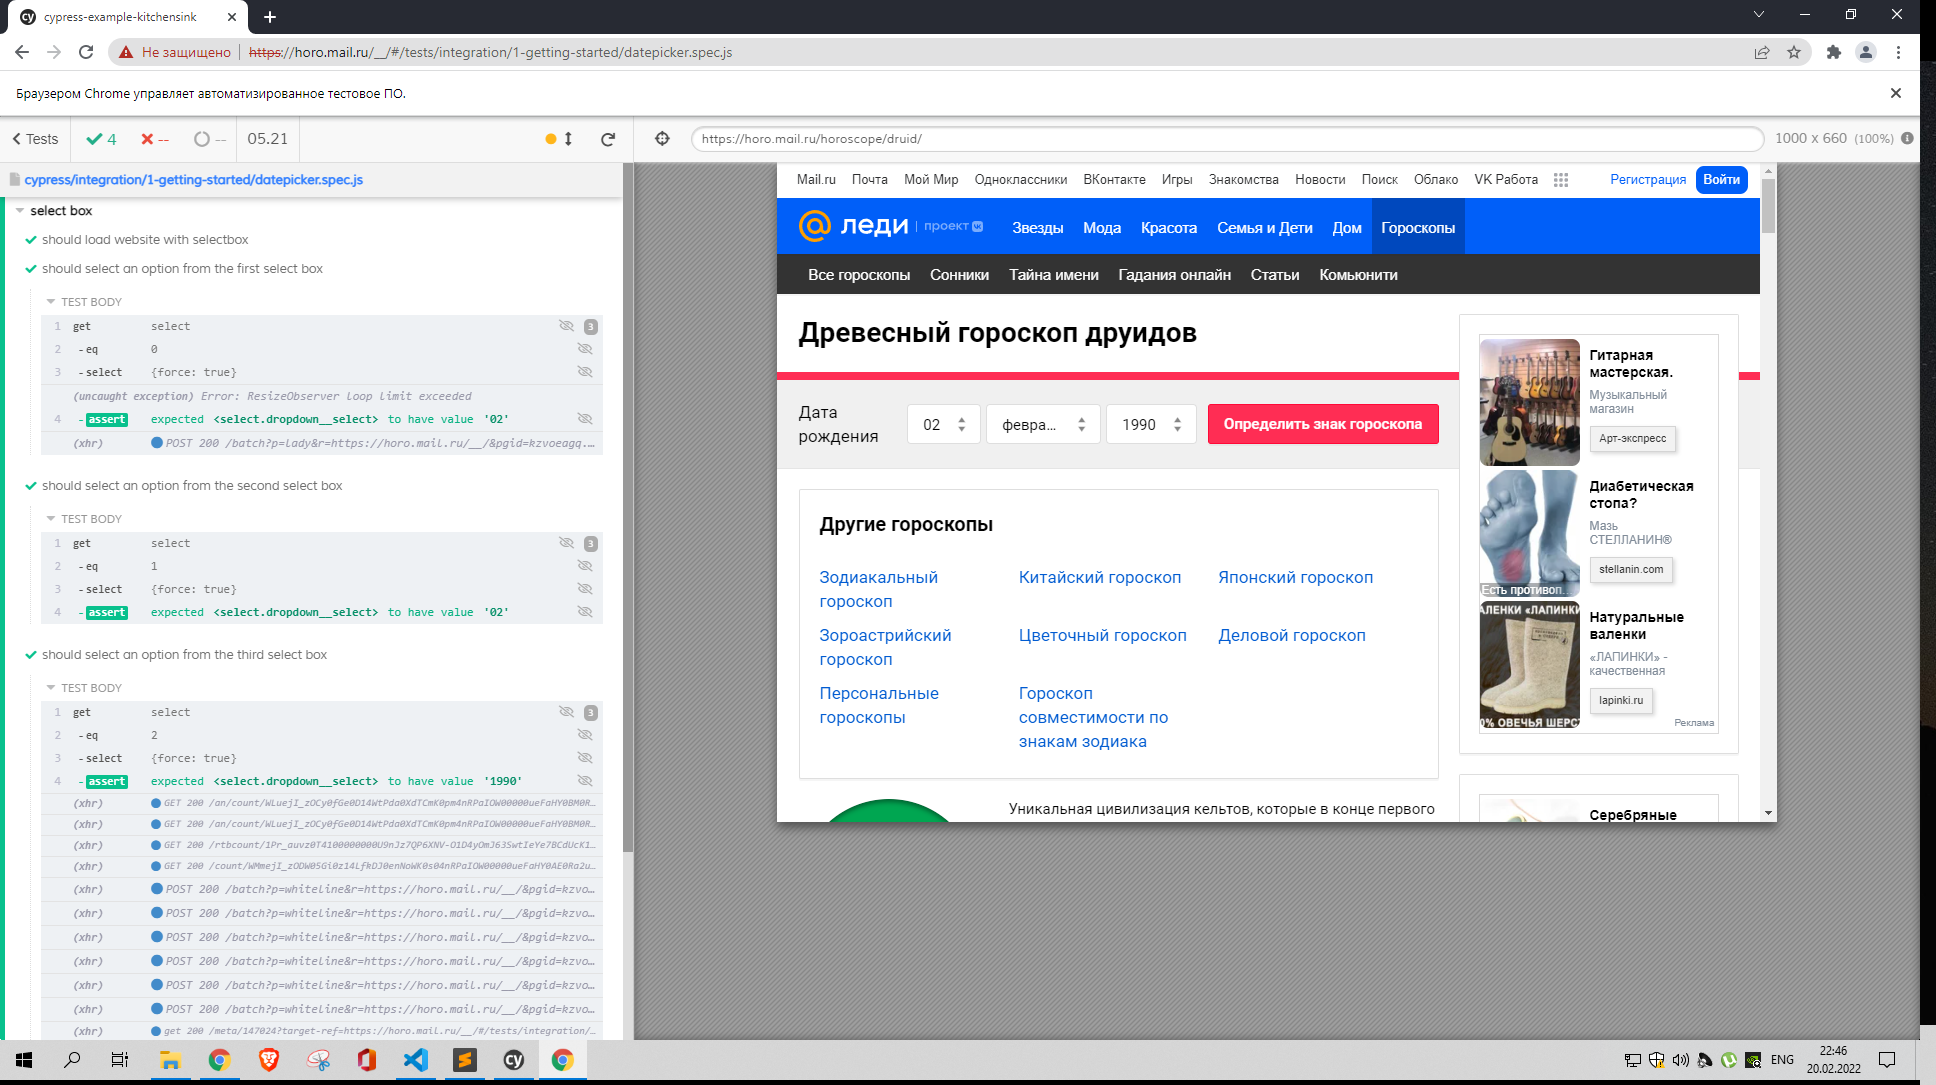 cypress-example-kitchensink
Не защищено
https://horo.mail.ru/__/#/tests/integration/1-getting-started/datepicker.spec.js
Браузером Chrome управляет автоматизированное тестовое ПО.
Tests
4
--
--
05.21
https://horo.mail.ru/horoscope/druid/
1000 x 660 (100%)
cypress/integration/1-getting-started/datepicker.spec.js
select box
should load website with selectbox
should select an option from the first select box
TEST BODY
1 get select 3
2 -eq 0
3 -select {force: true}
(uncaught exception) Error: ResizeObserver loop limit exceeded
4 -assert expected <select.dropdown__select> to have value '02'
(xhr) POST 200 /batch?p=lady&r=https://horo.mail.ru/__/&pgid=kzvoeagq.…
should select an option from the second select box
TEST BODY
1 get select 3
2 -eq 1
3 -select {force: true}
4 -assert expected <select.dropdown__select> to have value '02'
should select an option from the third select box
TEST BODY
1 get select 3
2 -eq 2
3 -select {force: true}
4 -assert expected <select.dropdown__select> to have value '1990'
(xhr) GET 200
(xhr) GET 200
(xhr) GET 200
(xhr) GET 200
(xhr) POST 200 /batch?p=whiteline&r=https://horo.mail.ru/__/&pgid=kzvo…
(xhr) POST 200 /batch?p=whiteline&r=https://horo.mail.ru/__/&pgid=kzvo…
(xhr) POST 200 /batch?p=whiteline&r=https://horo.mail.ru/__/&pgid=kzvo…
(xhr) POST 200 /batch?p=whiteline&r=https://horo.mail.ru/__/&pgid=kzvo…
(xhr) POST 200 /batch?p=whiteline&r=https://horo.mail.ru/__/&pgid=kzvo…
(xhr) POST 200 /batch?p=whiteline&r=https://horo.mail.ru/__/&pgid=kzvo…
(xhr) get 200 /meta/147024?target-ref=https://horo.mail.ru/__/#/tests/integration/…
Mail.ru Почта Мой Мир Одноклассники ВКонтакте Игры Знакомства Новости Поиск Облако VK Работа Регистрация Войти
леди проект Звезды Мода Красота Семья и Дети Дом Гороскопы
Все гороскопы Сонники Тайна имени Гадания онлайн Статьи Комьюнити
Древесный гороскоп друидов
Дата
рождения
02 февра... 1990 Определить знак гороскопа
Другие гороскопы
Зодиакальный
гороскоп
Китайский гороскоп
Японский гороскоп
Зороастрийский
гороскоп
Цветочный гороскоп
Деловой гороскоп
Персональные
гороскопы
Гороскоп
совместимости по
знакам зодиака
Уникальная цивилизация кельтов, которые в конце первого
Гитарная
мастерская.
Музыкальный
магазин
Арт-экспресс
Диабетическая
стопа?
Мазь
СТЕЛЛАНИН®
stellanin.com
Есть противоп...
АЛЕНКИ «ЛАПИНКИ
Натуральные
валенки
«ЛАПИНКИ» -
качественная
lapinki.ru
0% ОВЕЧЬЯ ШЕРС
Реклама
Серебряные
ENG
22:46
20.02.2022